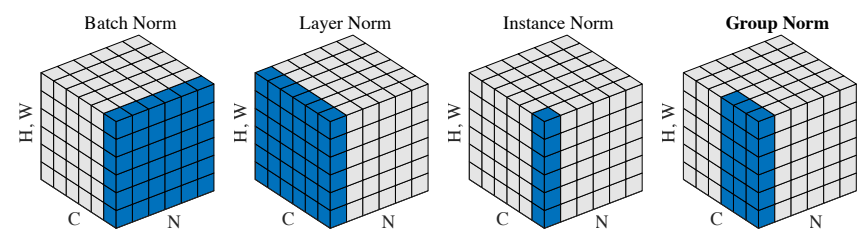 Batch Norm
Layer Norm
Instance Norm
Group Norm
H, W
C
N
H, W
C
N
H, W
C
N
H, W
C
N